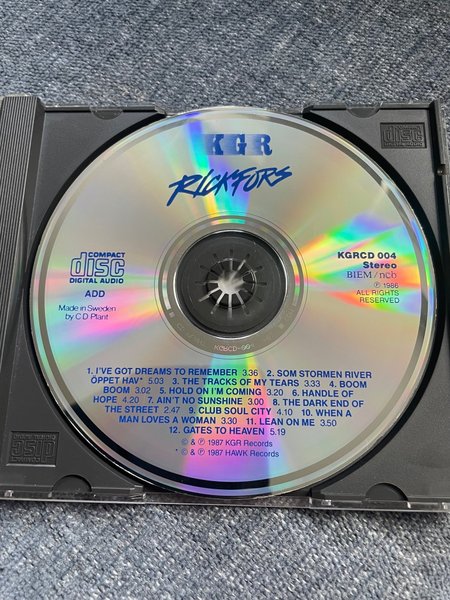 KGR
RICKFORS
COMPACT
disc
DIGITAL AUDIO
ADD
Made in Sweden
by CD Plant
KGRCD 004
Stereo
BIEM/ncb
℗ 1986
ALL RIGHTS
RESERVED
1. I'VE GOT DREAMS TO REMEMBER 3.36 2. SOM STORMEN RIVER
ÖPPET HAV* 5.03 3. THE TRACKS OF MY TEARS 3.33 4. BOOM
BOOM 3.02 5. HOLD ON I'M COMING 3.20 6. HANDLE OF
HOPE 4.20 7. AIN'T NO SUNSHINE 3.00 8. THE DARK END OF
THE STREET 2.47 9. CLUB SOUL CITY 4.10 10. WHEN A
MAN LOVES A WOMAN 3.30 11. LEAN ON ME 3.50
12. GATES TO HEAVEN 5.19
© & ℗ 1987 KGR Records
* © & ℗ 1987 HAWK Records